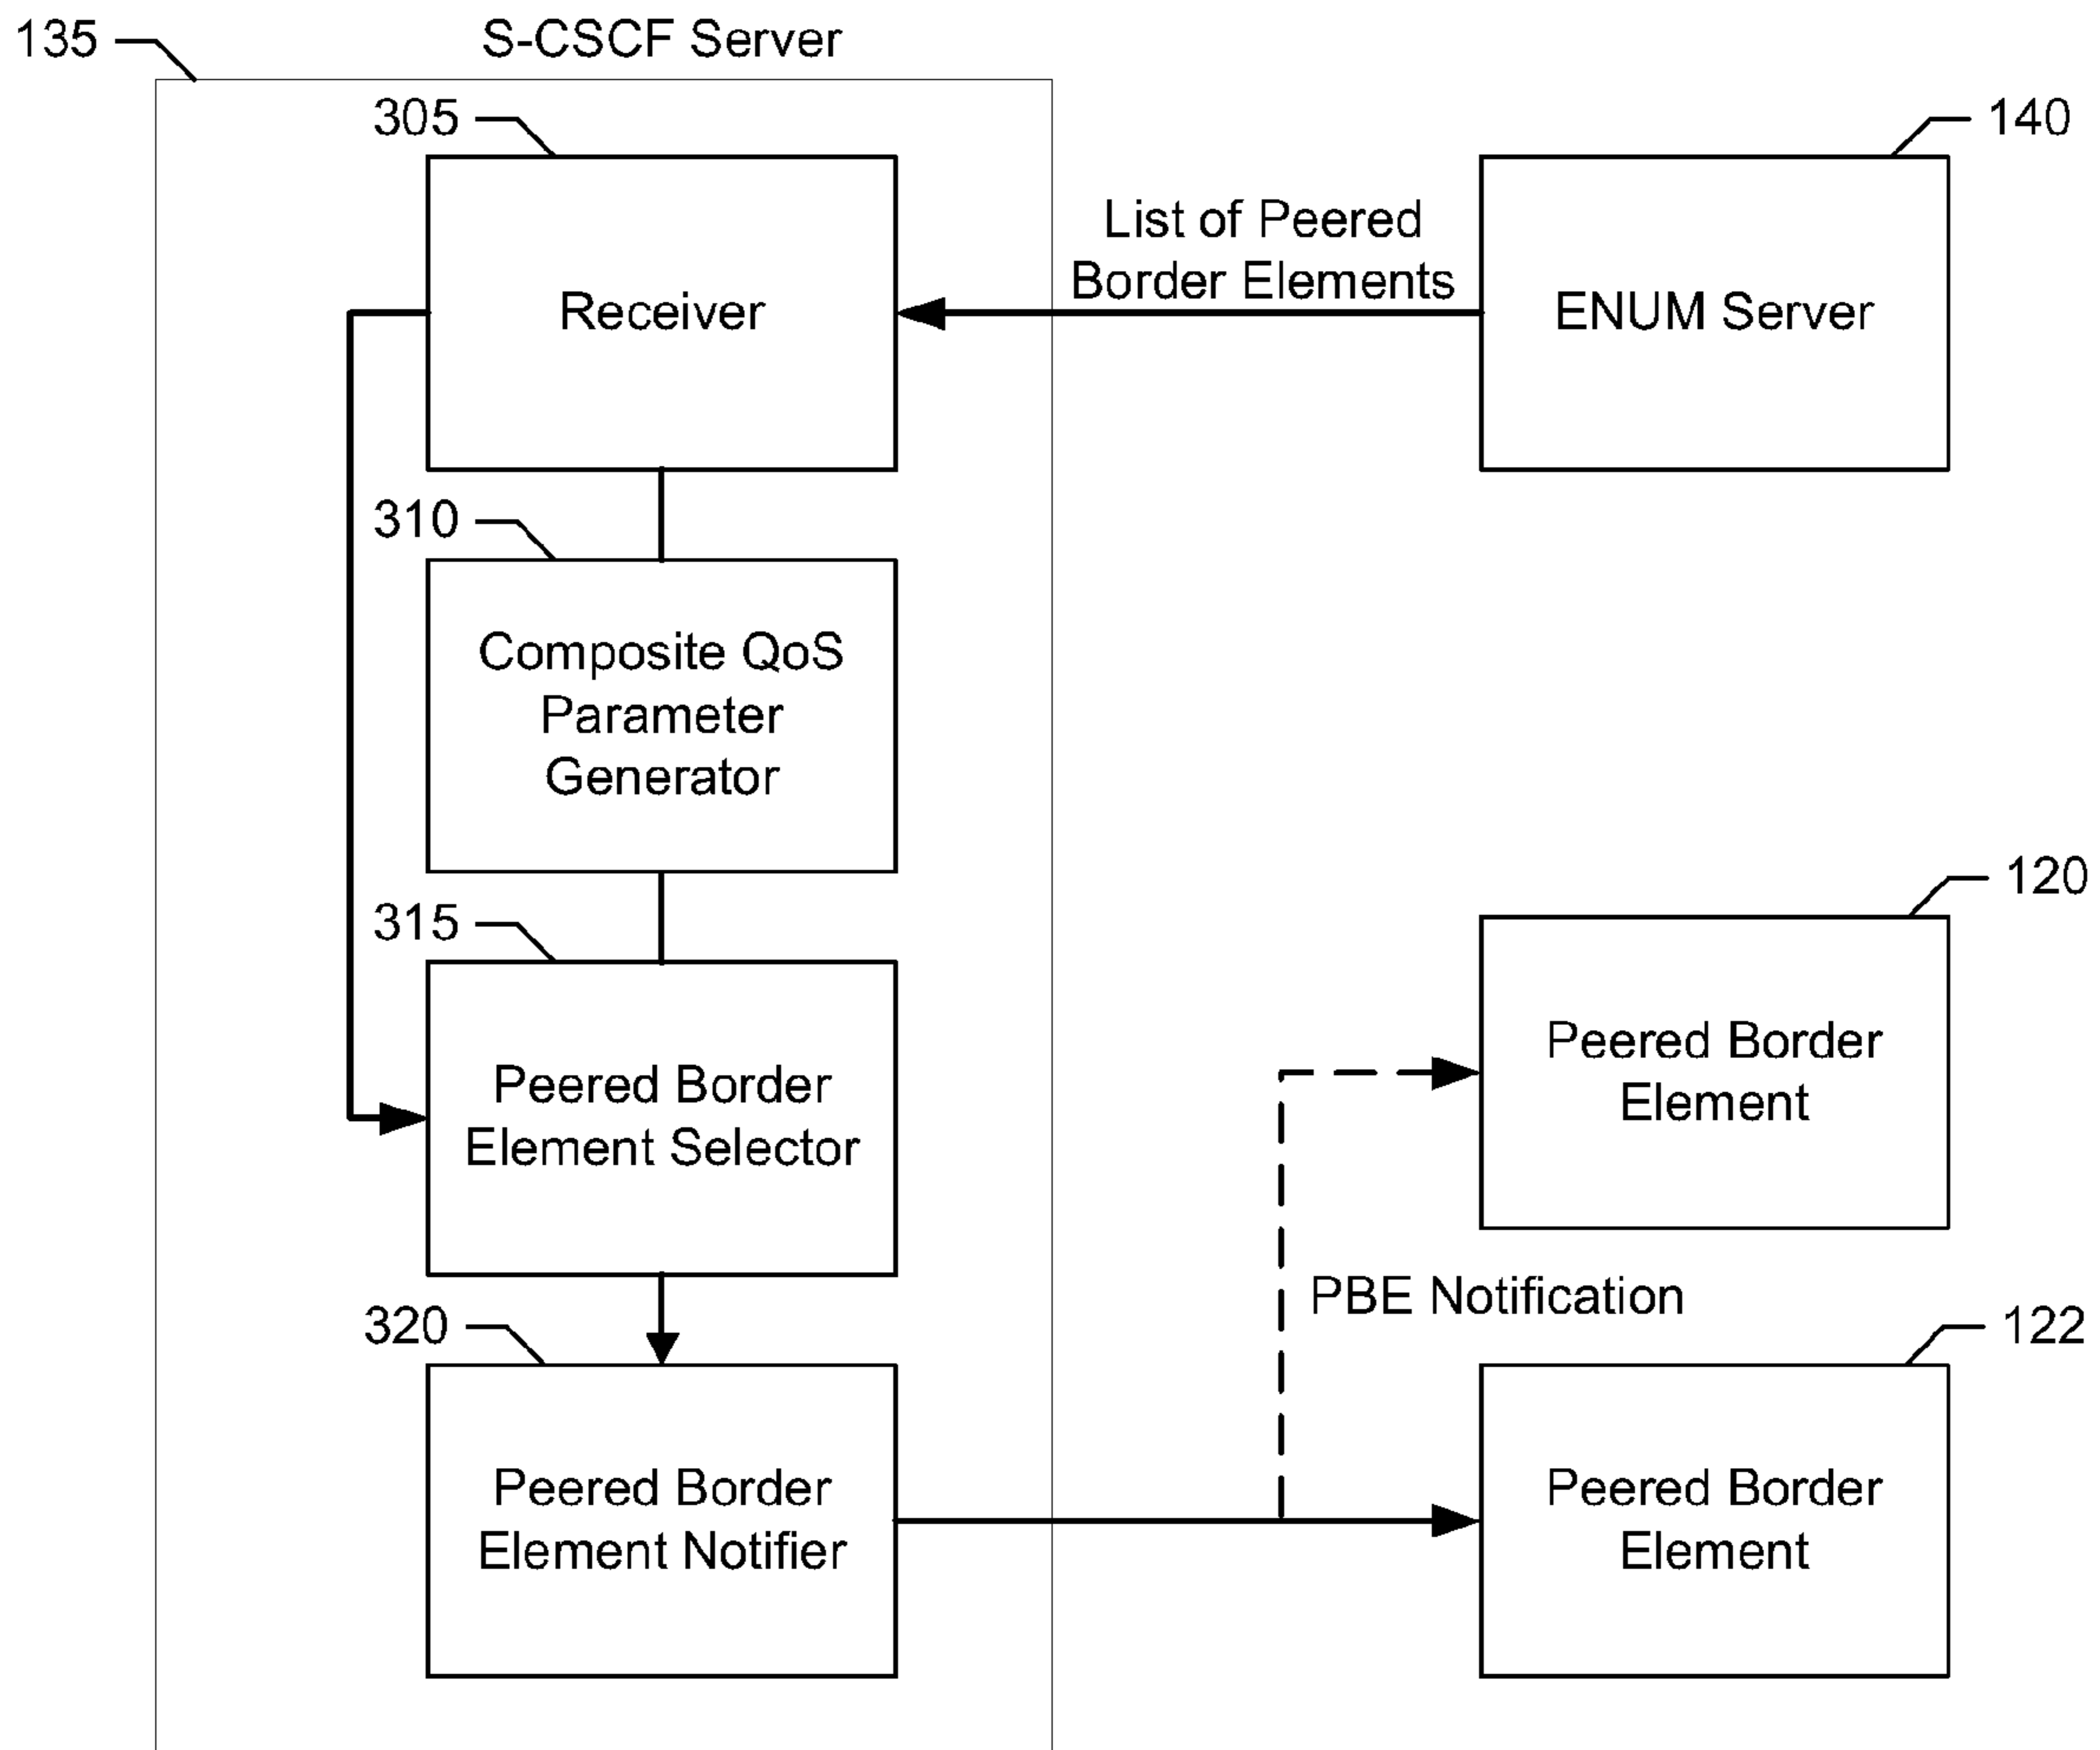 135
S-CSCF Server
305
140
Receiver
List of Peered
Border Elements
ENUM Server
310
Composite QoS
Parameter
Generator
315
120
Peered Border
Element Selector
Peered Border
Element
PBE Notification
320
122
Peered Border
Element Notifier
Peered Border
Element